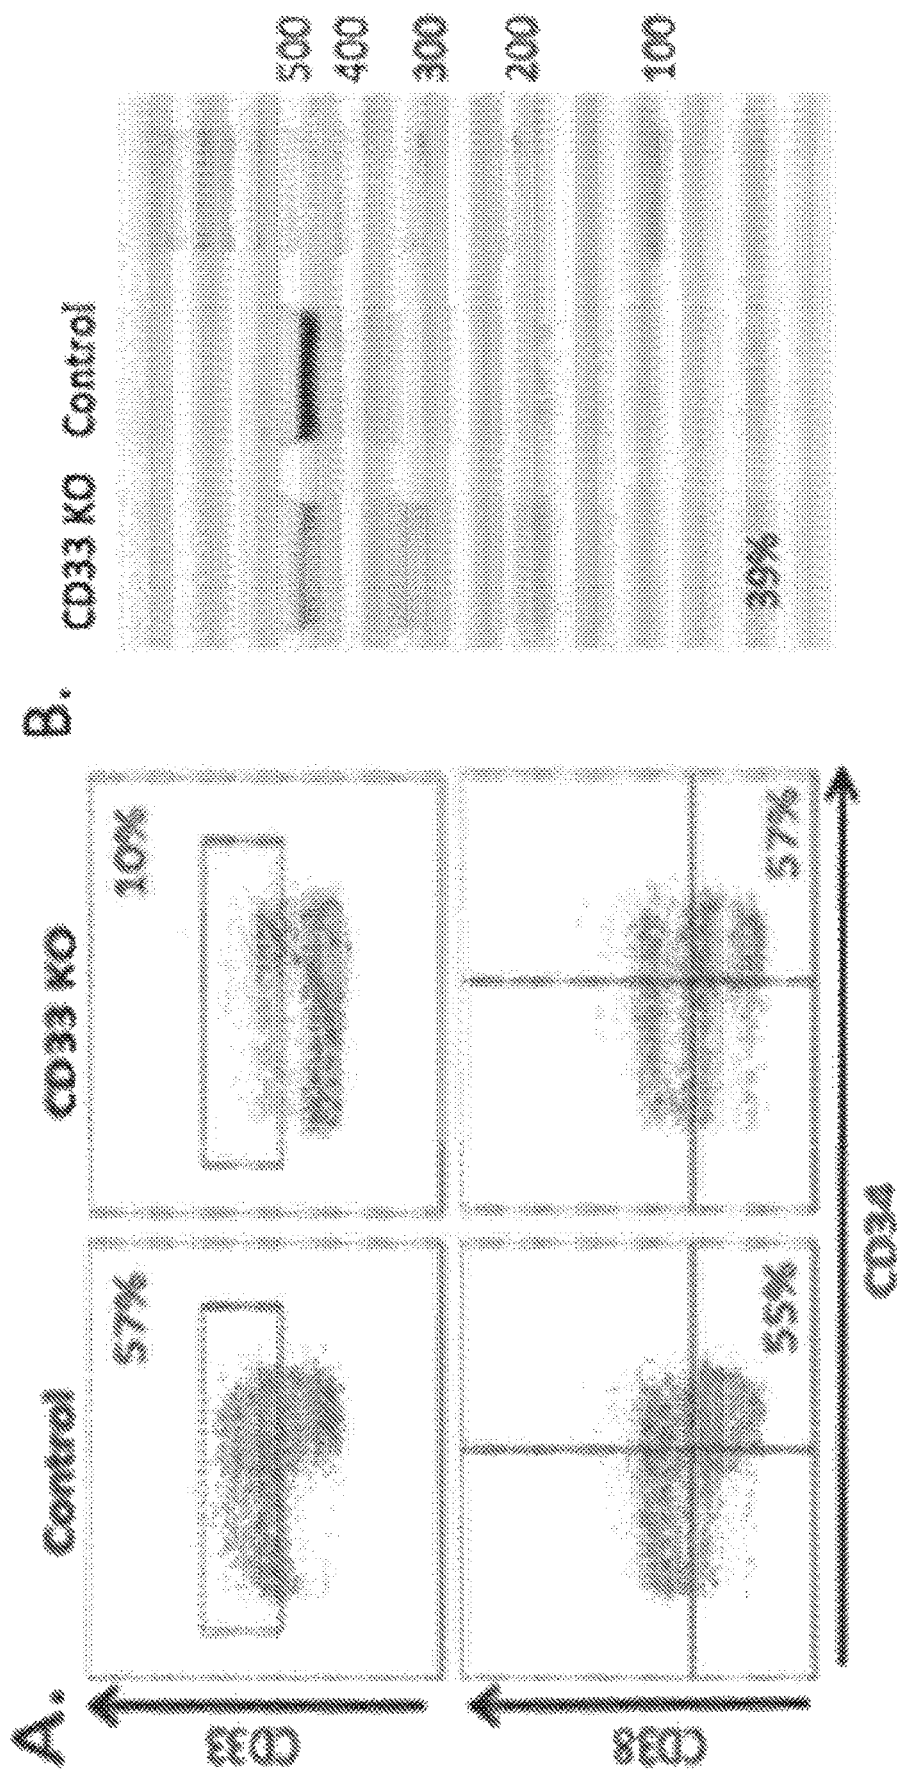 A.
Control
CD33 KO
CD33
57%
10%
CD38
55%
57%
CD34
B.
CD33 KO
Control
500
400
300
200
100
39%